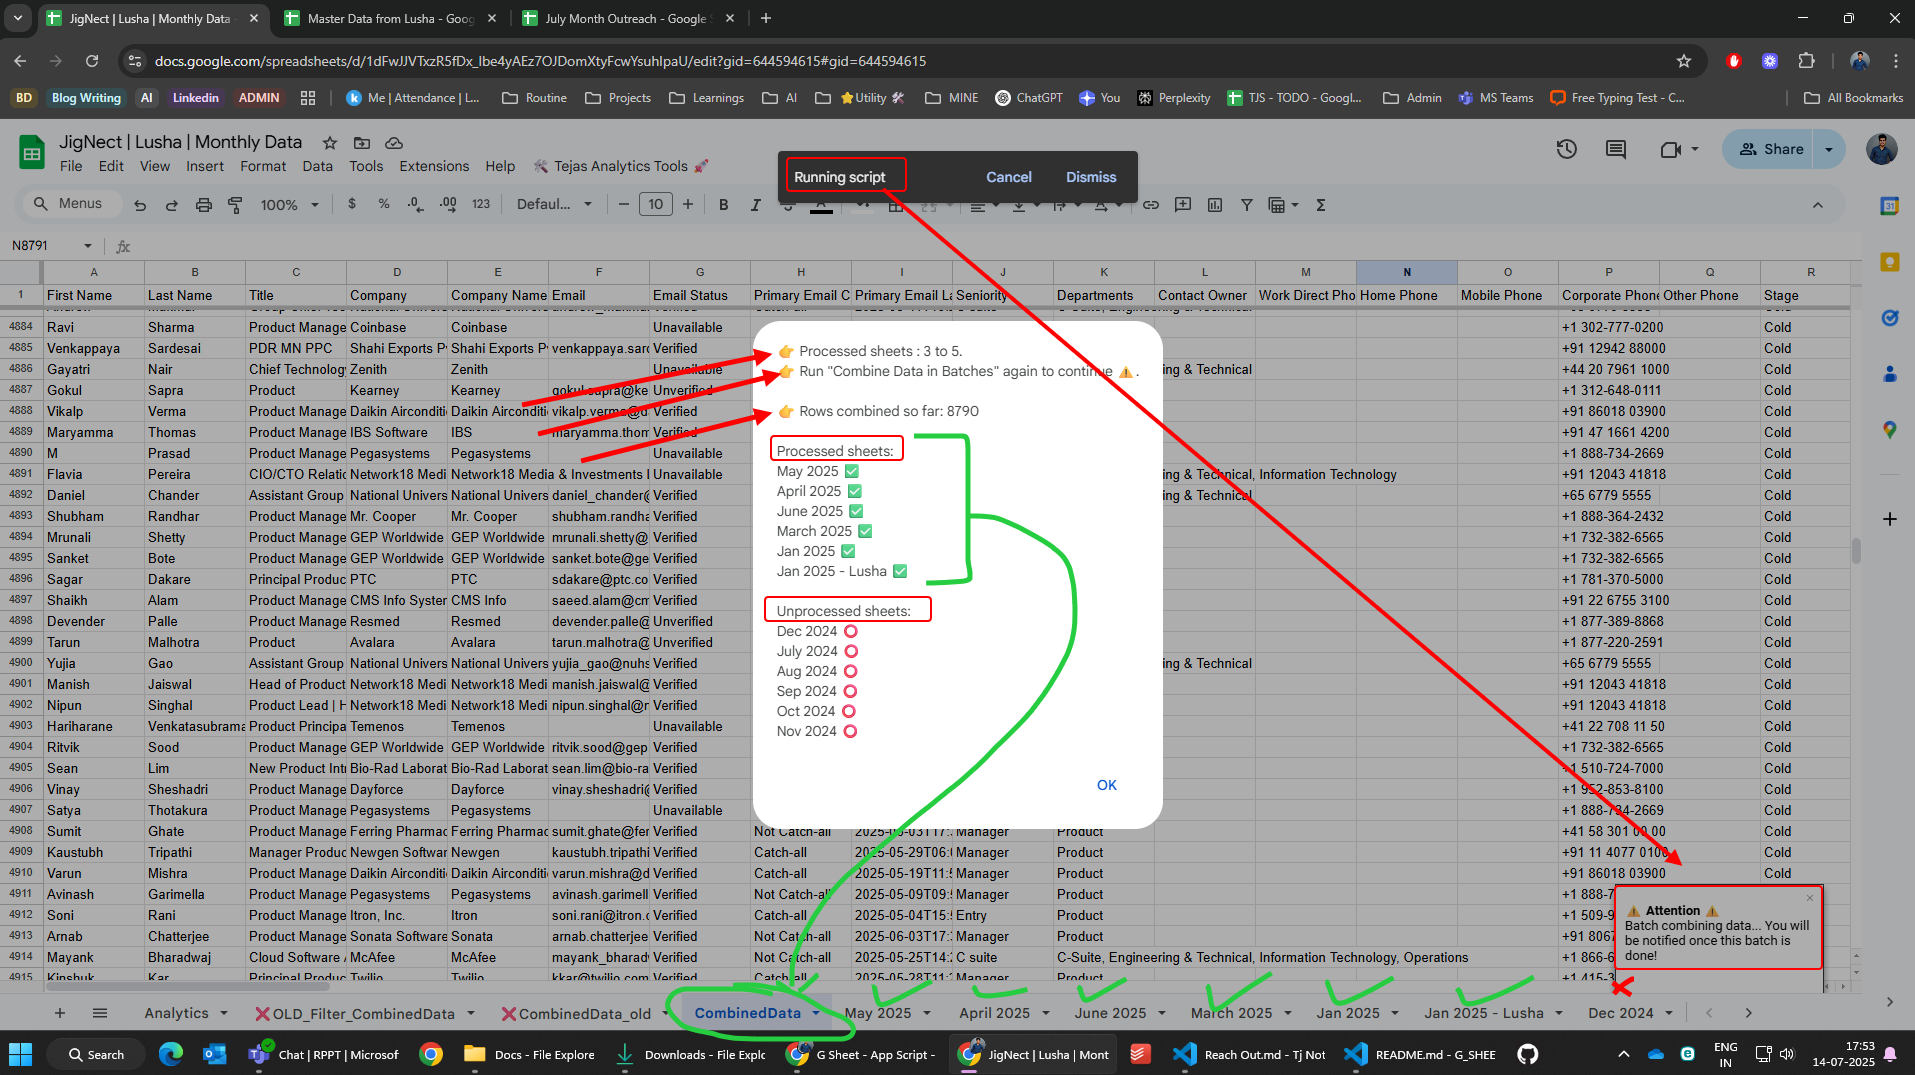 JigNect | Lusha | Monthly Data -
Master Data from Lusha - Goog
July Month Outreach - Google S
docs.google.com/spreadsheets/d/1dFwJJVTxzR5fDx_Ibe4yAEz7OJDomXtyFcwYsuhIpaU/edit?gid=644594615#gid=644594615
BD Blog Writing AI Linkedin ADMIN Me | Attendance | L... Routine Projects Learnings AI Utility MINE ChatGPT You Perplexity TJS - TODO - Googl... Admin MS Teams Free Typing Test - C... All Bookmarks
JigNect | Lusha | Monthly Data
File Edit View Insert Format Data Tools Extensions Help Tejas Analytics Tools
Share
Running script Cancel Dismiss
Menus 100% $ % .0 .00 123 Defaul... 10 B I
N8791
A B C D E F G H I J K L M N O P Q R
1 First Name Last Name Title Company Company Name Email Email Status Primary Email C Primary Email La Seniority Departments Contact Owner Work Direct Pho Home Phone Mobile Phone Corporate Phone Other Phone Stage
4884 Ravi Sharma Product Manage Coinbase Coinbase Unavailable +1 302-777-0200 Cold
4885 Venkappaya Sardesai PDR MN PPC Shahi Exports P Shahi Exports P venkappaya.sard Verified +91 12942 88000 Cold
4886 Gayatri Nair Chief Technology Zenith Zenith Unavailable ing & Technical +44 20 7961 1000 Cold
4887 Gokul Sapra Product Kearney Kearney gokul.sapra@ke Unverified +1 312-648-0111 Cold
4888 Vikalp Verma Product Manage Daikin Airconditi Daikin Airconditi vikalp.verma@d Verified +91 86018 03900 Cold
4889 Maryamma Thomas Product Manage IBS Software IBS maryamma.thom Verified +91 47 1661 4200 Cold
4890 M Prasad Product Manage Pegasystems Pegasystems Unavailable +1 888-734-2669 Cold
4891 Flavia Pereira CIO/CTO Relatio Network18 Medi Network18 Media & Investments Unavailable ing & Technical, Information Technology +91 12043 41818 Cold
4892 Daniel Chander Assistant Group National Univers National Univers daniel_chander@ Verified ing & Technical +65 6779 5555 Cold
4893 Shubham Randhar Product Manage Mr. Cooper Mr. Cooper shubham.randha Verified +1 888-364-2432 Cold
4894 Mrunali Shetty Product Manage GEP Worldwide GEP Worldwide mrunali.shetty@ Verified +1 732-382-6565 Cold
4895 Sanket Bote Product Manage GEP Worldwide GEP Worldwide sanket.bote@ge Verified +1 732-382-6565 Cold
4896 Sagar Dakare Principal Produc PTC PTC sdakare@ptc.co Verified +1 781-370-5000 Cold
4897 Shaikh Alam Product Manage CMS Info System CMS Info saeed.alam@cm Verified +91 22 6755 3100 Cold
4898 Devender Palle Product Manage Resmed Resmed devender.palle@ Unverified +1 877-389-8868 Cold
4899 Tarun Malhotra Product Avalara Avalara tarun.malhotra@ Unverified +1 877-220-2591 Cold
4900 Yujia Gao Assistant Group National Univers National Univers yujia_gao@nuhs Verified ing & Technical +65 6779 5555 Cold
4901 Manish Jaiswal Head of Product Network18 Medi Network18 Medi manish.jaiswal@ Verified +91 12043 41818 Cold
4902 Nipun Singhal Product Lead | H Network18 Medi Network18 Medi nipun.singhal@n Verified +91 12043 41818 Cold
4903 Hariharane Venkatasubrama Product Principa Temenos Temenos Unavailable +41 22 708 11 50 Cold
4904 Ritvik Sood Product Manage GEP Worldwide GEP Worldwide ritvik.sood@gep Verified +1 732-382-6565 Cold
4905 Sean Lim New Product Int Bio-Rad Laborat Bio-Rad Laborat sean.lim@bio-ra Verified +1 510-724-7000 Cold
4906 Vinay Sheshadri Product Manage Dayforce Dayforce vinay.sheshadri@ Verified +1 952-853-8100 Cold
4907 Satya Thotakura Product Manage Pegasystems Pegasystems Unavailable +1 888-734-2669 Cold
4908 Sumit Ghate Product Manage Ferring Pharmac Ferring Pharmac sumit.ghate@fer Verified Not Catch-all Manager Product +41 58 301 00 00 Cold
4909 Kaustubh Tripathi Manager Produc Newgen Softwar Newgen kaustubh.tripathi Verified Catch-all 2025-05-29T06: Manager Product +91 11 4077 0100 Cold
4910 Varun Mishra Product Manage Daikin Airconditi Daikin Airconditi varun.mishra@d Verified Catch-all 2025-05-19T11:5 Manager Product +91 86018 03900 Cold
4911 Avinash Garimella Product Manage Pegasystems Pegasystems avinash.garimell Verified Not Catch-all 2025-05-09T09:5 Manager Product +1 888-7 Cold
4912 Soni Rani Product Manage Itron, Inc. Itron soni.rani@itron.c Verified Catch-all 2025-05-04T15:5 Entry Product +1 509-9
4913 Arnab Chatterjee Product Manage Sonata Software Sonata arnab.chatterjee Verified Not Catch-all 2025-06-03T17:3 Manager Product +91 8067
4914 Mayank Bharadwaj Cloud Software A McAfee McAfee mayank_bharad Verified Not Catch-all 2025-05-25T14:2 C suite C-Suite, Engineering & Technical, Information Technology, Operations +1 866-6
4915 Kinshuk Kar Principal Produc Twilio Twilio kkar@twilio.com Verified Catch-all 2025-05-28T11: Manager Product +1 415-3
Processed sheets : 3 to 5.
Run "Combine Data in Batches" again to continue ⚠️ .
Rows combined so far: 8790
Processed sheets:
May 2025 ✅
April 2025 ✅
June 2025 ✅
March 2025 ✅
Jan 2025 ✅
Jan 2025 - Lusha ✅
Unprocessed sheets:
Dec 2024 ⭕
July 2024 ⭕
Aug 2024 ⭕
Sep 2024 ⭕
Oct 2024 ⭕
Nov 2024 ⭕
OK
⚠️ Attention ⚠️
Batch combining data... You will
be notified once this batch is
done!
Analytics ❌OLD_Filter_CombinedData ❌CombinedData_old CombinedData May 2025 April 2025 June 2025 March 2025 Jan 2025 Jan 2025 - Lusha Dec 2024
Search Chat | RPPT | Microsof Docs - File Explore Downloads - File Explc G Sheet - App Script - JigNect | Lusha | Mont Reach Out.md - Tj Not README.md - G_SHEE
ENG
IN
17:53
14-07-2025